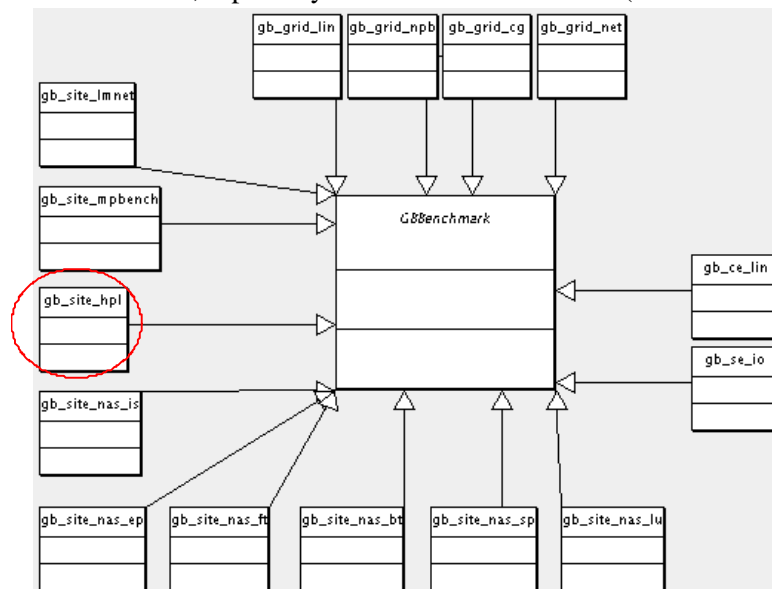 gb_grid_lin gb_grid_npb gb_grid_cg gb_grid_net
gb_site_lmnet
gb_site_mpbench
GBBenchmark
gb_ce_lin
gb_site_hpl
gb_se_io
gb_site_nas_is
gb_site_nas_ep gb_site_nas_ft gb_site_nas_bt gb_site_nas_sp gb_site_nas_lu